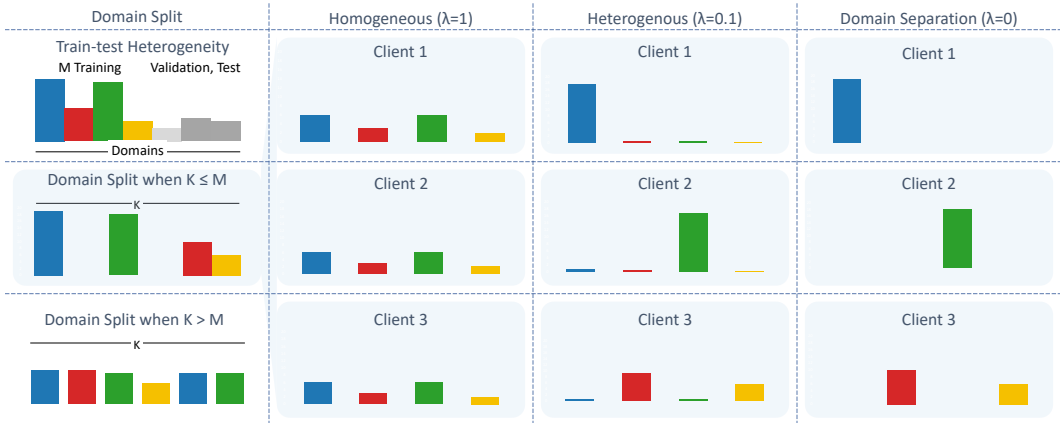 Domain Split
Homogeneous (λ=1)
Heterogenous (λ=0.1)
Domain Separation (λ=0)
Train-test Heterogeneity
M Training
Validation, Test
Domains
Client 1
Client 1
Client 1
Domain Split when K ≤ M
K
Client 2
Client 2
Client 2
Domain Split when K > M
K
Client 3
Client 3
Client 3